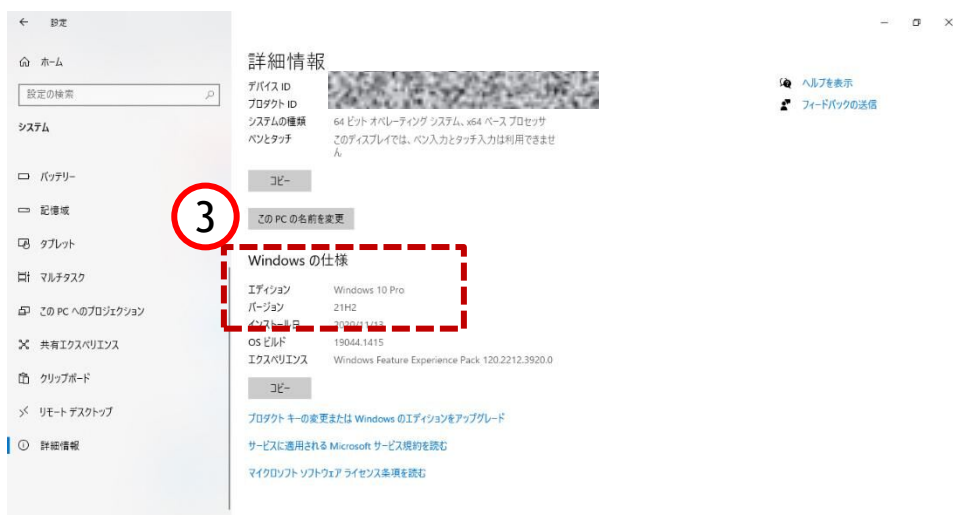 設定
ホーム
設定の検索
システム
バッテリー
記憶域
タブレット
マルチタスク
この PC へのプロジェクション
共有エクスペリエンス
クリップボード
リモート デスクトップ
詳細情報
詳細情報
デバイス ID
プロダクト ID
システムの種類 64 ビット オペレーティング システム、x64 ベース プロセッサ
ペンとタッチ このディスプレイでは、ペン入力とタッチ入力は利用できませ
ん
コピー
3
この PC の名前を変更
Windows の仕様
エディション Windows 10 Pro
バージョン 21H2
インストール日 2020/11/13
OS ビルド 19044.1415
エクスペリエンス Windows Feature Experience Pack 120.2212.3920.0
コピー
プロダクト キーの変更または Windows のエディションをアップグレード
サービスに適用される Microsoft サービス規約を読む
マイクロソフト ソフトウェア ライセンス条項を読む
ヘルプを表示
フィードバックの送信